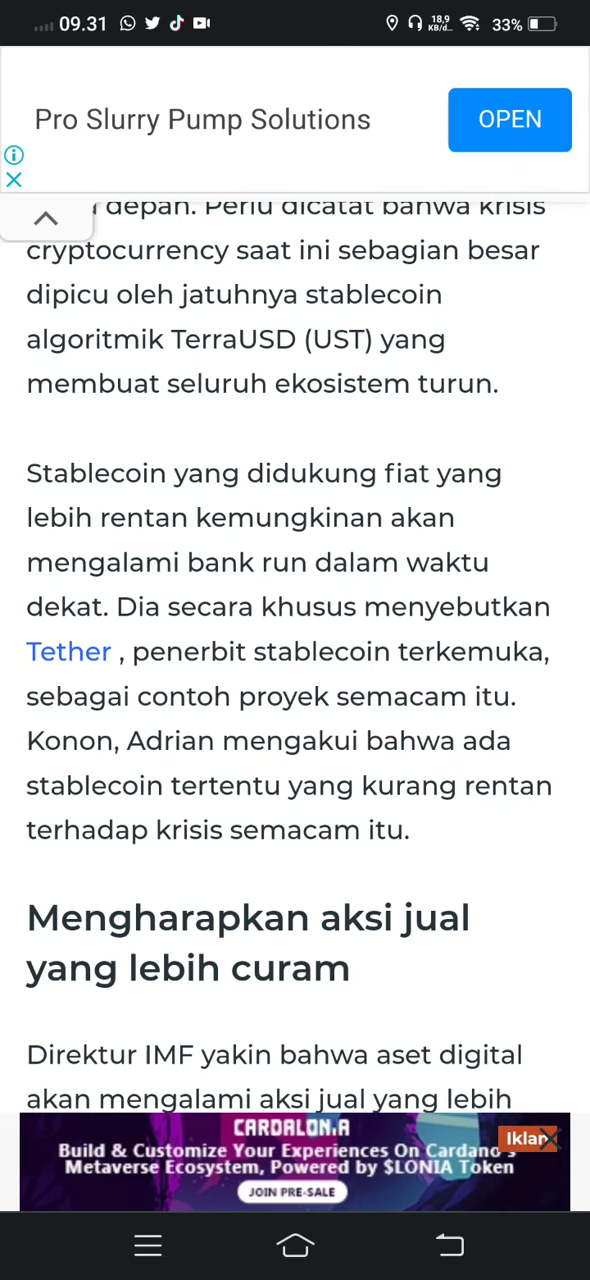 09.31
18,9
KB/d...
33%
Pro Slurry Pump Solutions
OPEN
depan. Perlu dicatat bahwa krisis
cryptocurrency saat ini sebagian besar
dipicu oleh jatuhnya stablecoin
algoritmik TerraUSD (UST) yang
membuat seluruh ekosistem turun.
Stablecoin yang didukung fiat yang
lebih rentan kemungkinan akan
mengalami bank run dalam waktu
dekat. Dia secara khusus menyebutkan
Tether , penerbit stablecoin terkemuka,
sebagai contoh proyek semacam itu.
Konon, Adrian mengakui bahwa ada
stablecoin tertentu yang kurang rentan
terhadap krisis semacam itu.
Mengharapkan aksi jual
yang lebih curam
Direktur IMF yakin bahwa aset digital
akan mengalami aksi jual yang lebih
CARDALON.A
Iklan
Build & Customize Your Experiences On Cardano's
Metaverse Ecosystem, Powered by $LONIA Token
JOIN PRE-SALE